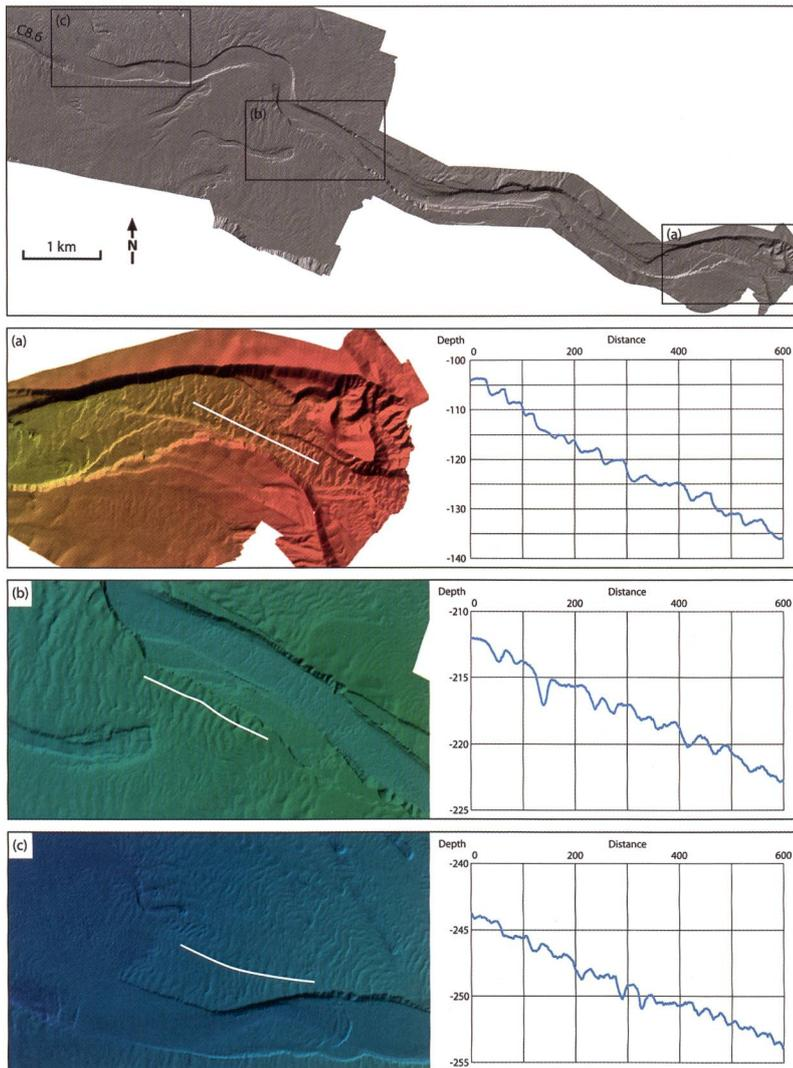 C8.6
(c)
(b)
(a)
1 km
N
(a)
Depth Distance
0 200 400 600
-100
-110
-120
-130
-140
(b)
Depth Distance
0 200 400 600
-210
-215
-220
-225
(c)
Depth Distance
0 200 400 600
-240
-245
-250
-255